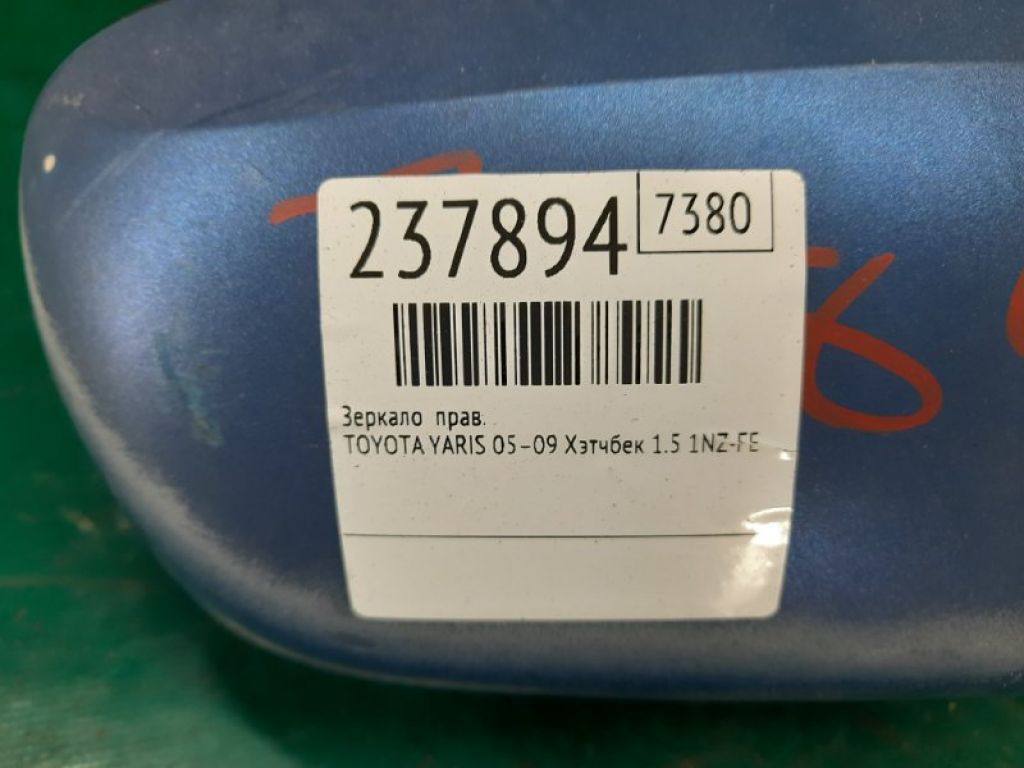 237894
7380
Зеркало прав.
TOYOTA YARIS 05-09 Хэтчбек 1.5 1NZ-FE